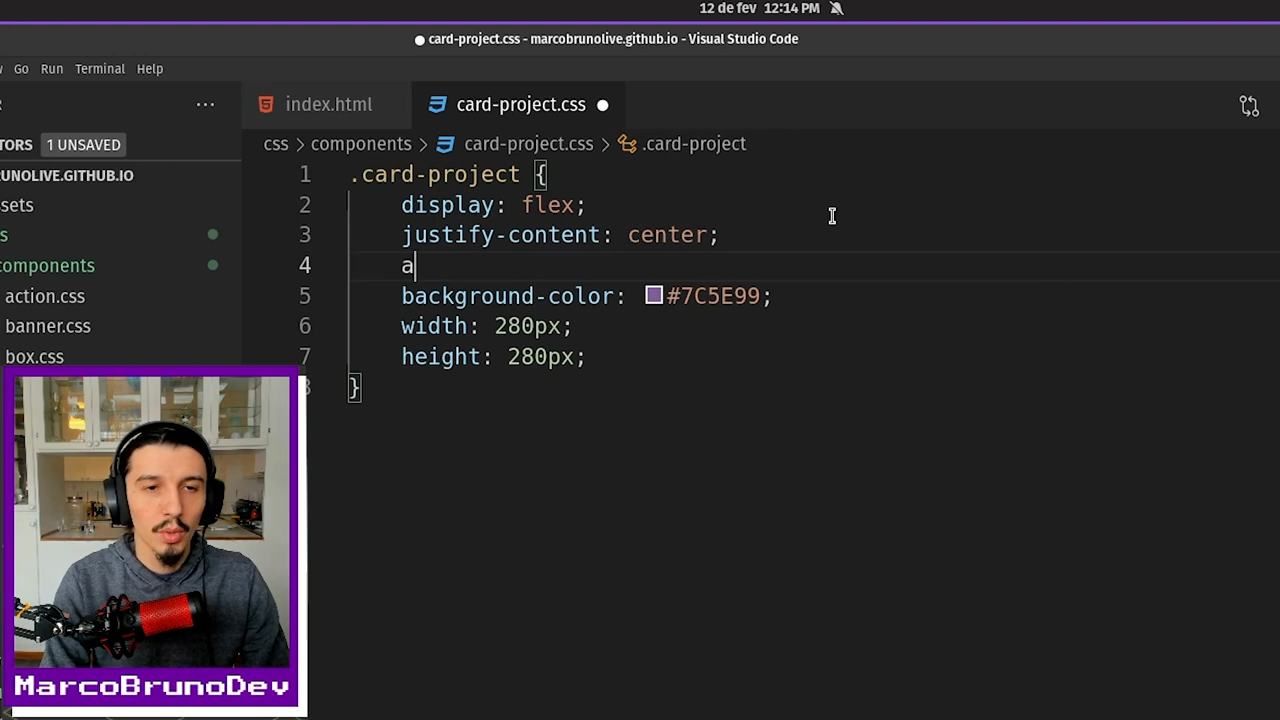 12 de fev 12:14 PM
card-project.css - marcobrunolive.github.io - Visual Studio Code
Go Run Terminal Help
index.html
card-project.css
TORS 1 UNSAVED
css > components > card-project.css > .card-project
RUNOLIVE.GITHUB.IO
sets
s
components
action.css
banner.css
box.css
1 .card-project {
2 display: flex;
3 justify-content: center;
4 a
5 background-color: #7C5E99;
6 width: 280px;
7 height: 280px;
8 }
MarcoBrunoDev